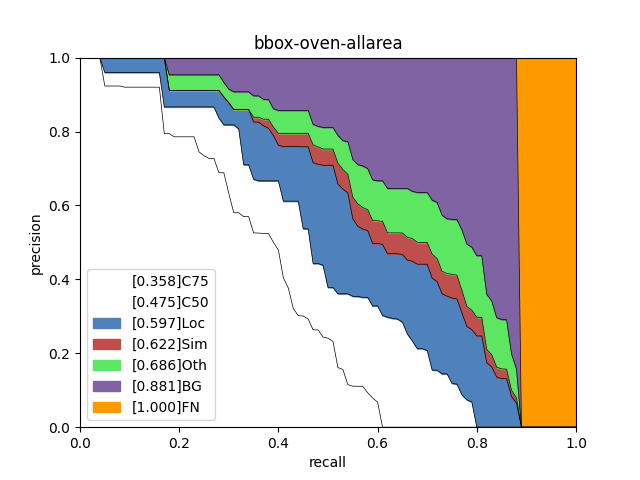 bbox-oven-allarea
1.0
0.8
0.6
0.4
0.2
0.0
precision
[0.358]C75
[0.475]C50
[0.597]Loc
[0.622]Sim
[0.686]Oth
[0.881]BG
[1.000]FN
0.0 0.2 0.4 0.6 0.8 1.0
recall